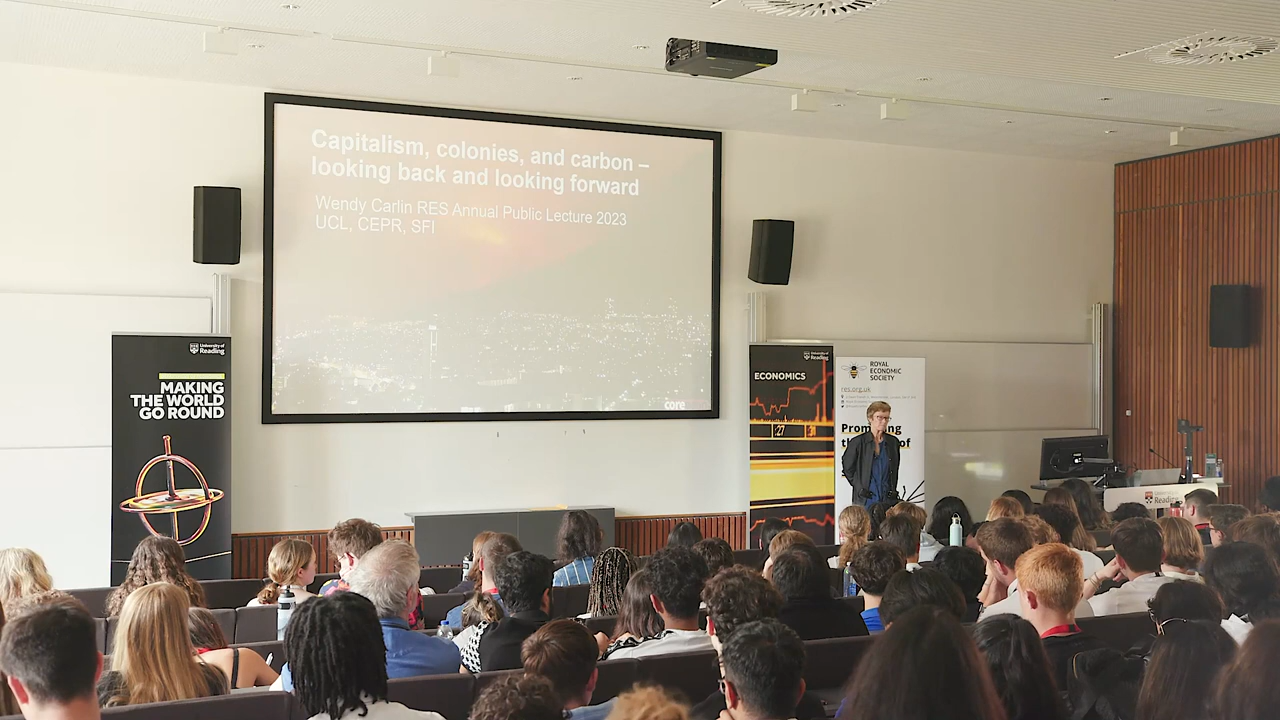 Capitalism, colonies, and carbon –
looking back and looking forward
Wendy Carlin RES Annual Public Lecture 2023
UCL, CEPR, SFI
core
University of
Reading
MAKING
THE WORLD
GO ROUND
University of
Reading
ECONOMICS
:27
ROYAL
ECONOMIC
SOCIETY
res.org.uk
of
Reading